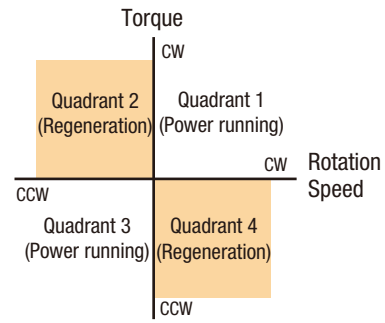 Torque
CW
Quadrant 2
(Regeneration)
Quadrant 1
(Power running)
CW
Rotation
Speed
CCW
Quadrant 3
(Power running)
Quadrant 4
(Regeneration)
CCW